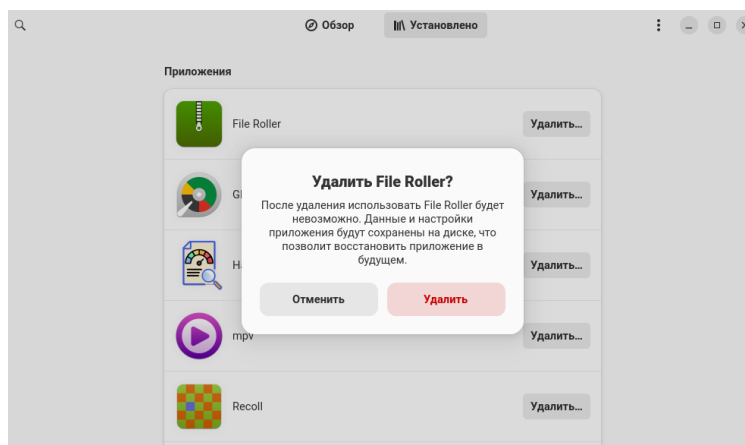 Обзор
Установлено
Приложения
File Roller
Удалить…
Удалить File Roller?
После удаления использовать File Roller будет
невозможно. Данные и настройки
приложения будут сохранены на диске, что
позволит восстановить приложение в
будущем.
Отменить
Удалить
Удалить…
Удалить…
mpv
Удалить…
Recoll
Удалить…